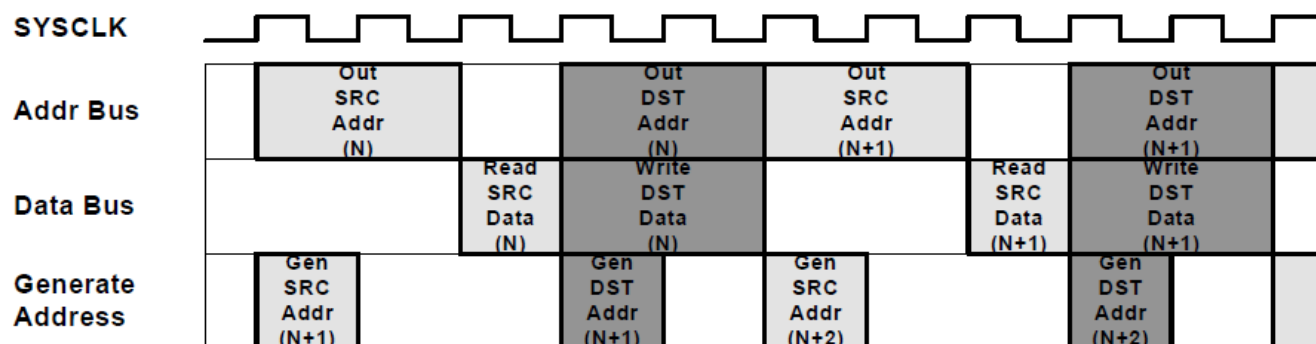 SYSCLK
Addr Bus
Out
SRC
Addr
(N)
Out
DST
Addr
(N)
Out
SRC
Addr
(N+1)
Out
DST
Addr
(N+1)
Data Bus
Read
SRC
Data
(N)
Write
DST
Data
(N)
Read
SRC
Data
(N+1)
Write
DST
Data
(N+1)
Generate
Address
Gen
SRC
Addr
(N+1)
Gen
DST
Addr
(N+1)
Gen
SRC
Addr
(N+2)
Gen
DST
Addr
(N+2)